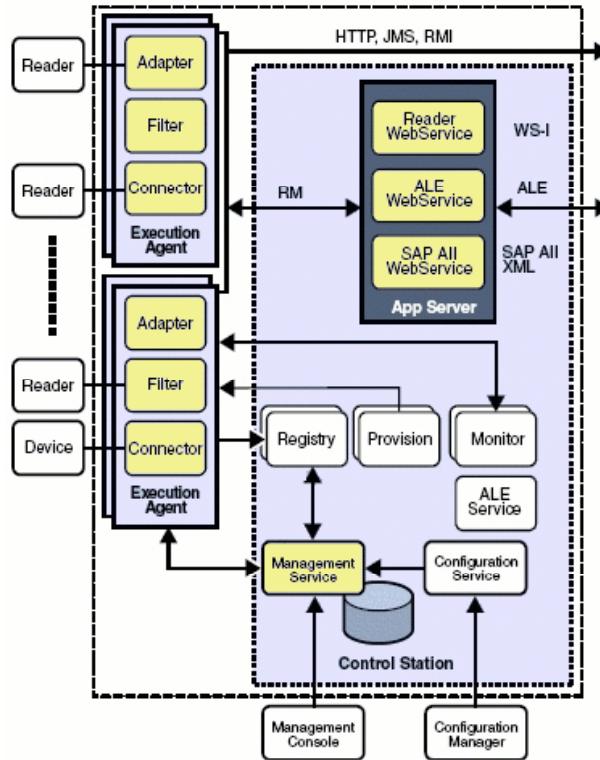 HTTP, JMS, RMI
Reader
Adapter
Filter
Reader
Connector
Execution
Agent
RM
Reader
WebService
WS-I
ALE
WebService
ALE
SAP AII
WebService
SAP AII
XML
App Server
Adapter
Reader
Filter
Device
Connector
Execution
Agent
Registry
Provision
Monitor
ALE
Service
Management
Service
Configuration
Service
Control Station
Management
Console
Configuration
Manager